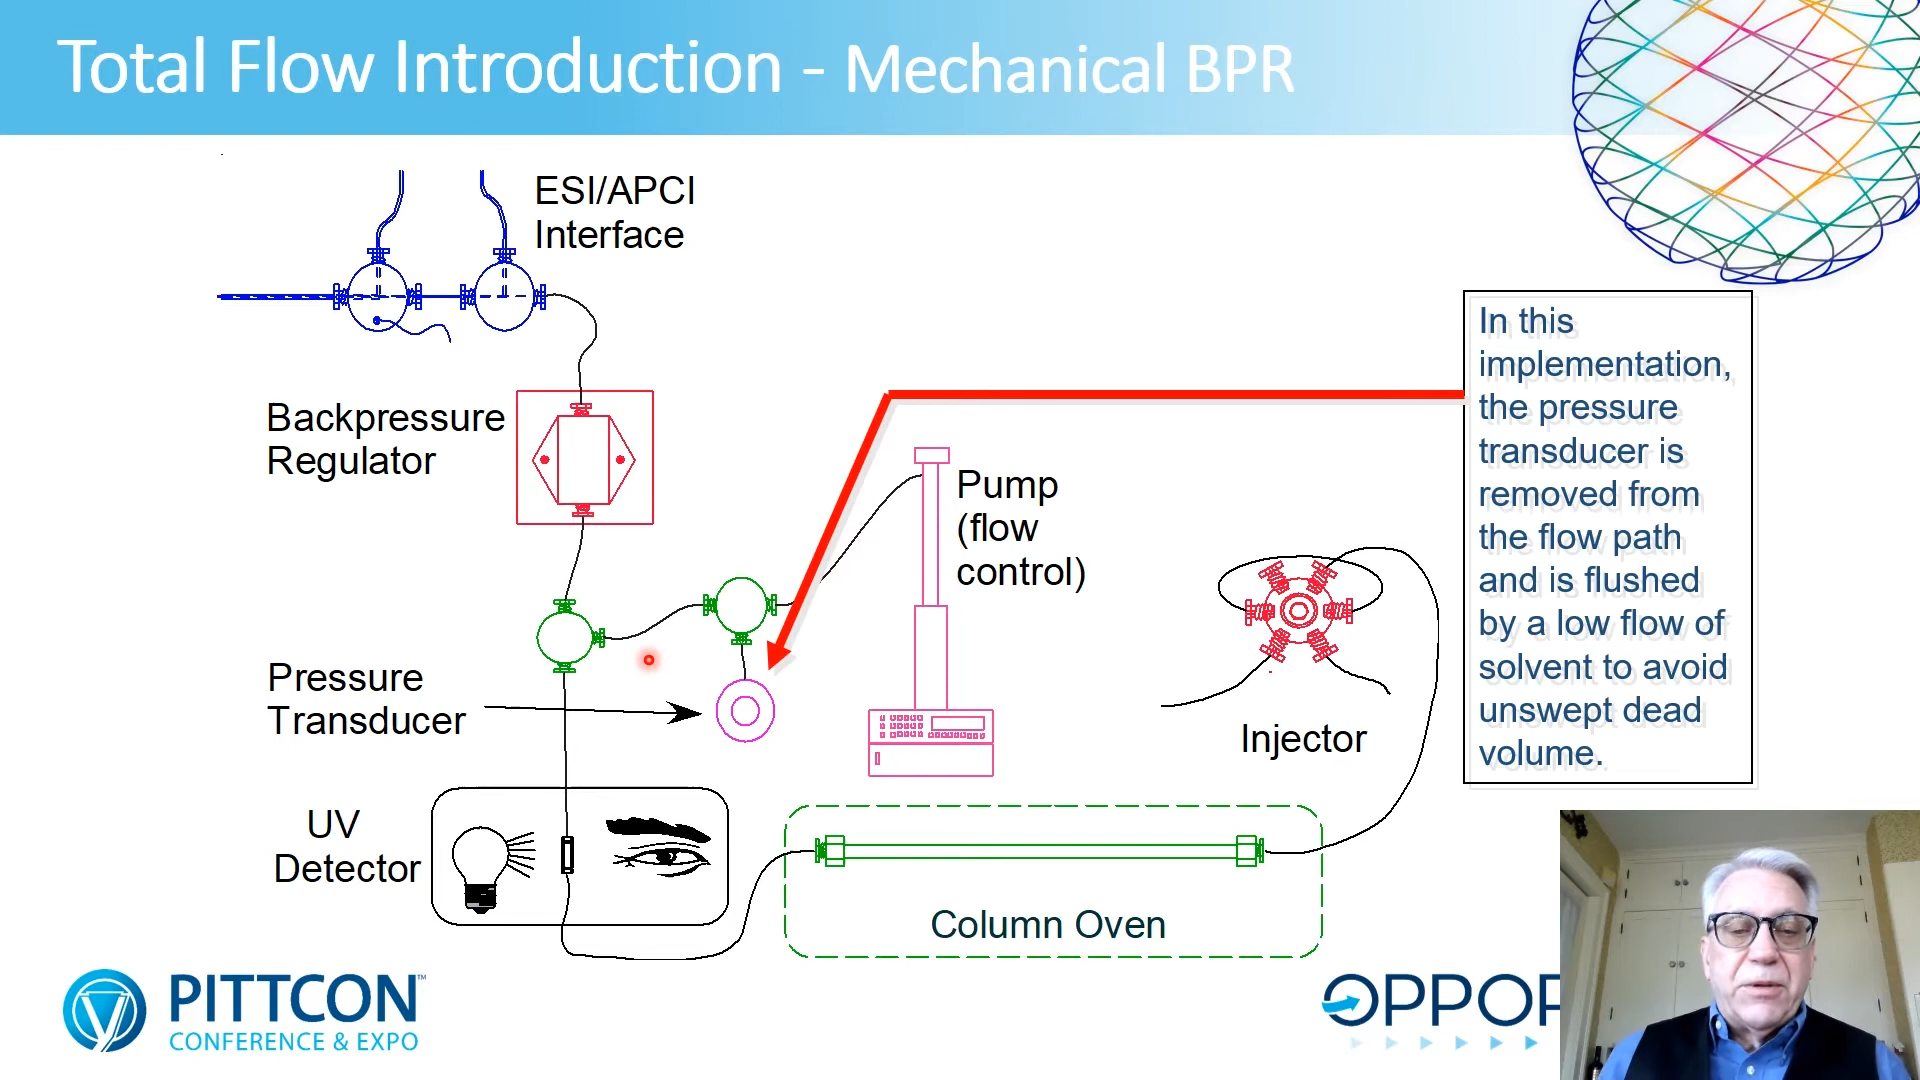 Total Flow Introduction - Mechanical BPR
ESI/APCI
Interface
Backpressure
Regulator
Pump
(flow
control)
Pressure
Transducer
Injector
UV
Detector
Column Oven
In this
implementation,
the pressure
transducer is
removed from
the flow path
and is flushed
by a low flow of
solvent to avoid
unswept dead
volume.
PITTCON™
CONFERENCE & EXPO
OPPO